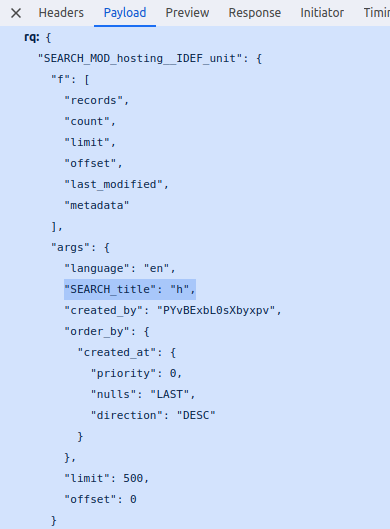 × Headers Payload Preview Response Initiator Timin
rq: {
"SEARCH_MOD_hosting__IDEF_unit": {
"f": [
"records",
"count",
"limit",
"offset",
"last_modified",
"metadata"
],
"args": {
"language": "en",
"SEARCH_title": "h",
"created_by": "PYvBExbL0sXbyxpv",
"order_by": {
"created_at": {
"priority": 0,
"nulls": "LAST",
"direction": "DESC"
}
},
"limit": 500,
"offset": 0
}